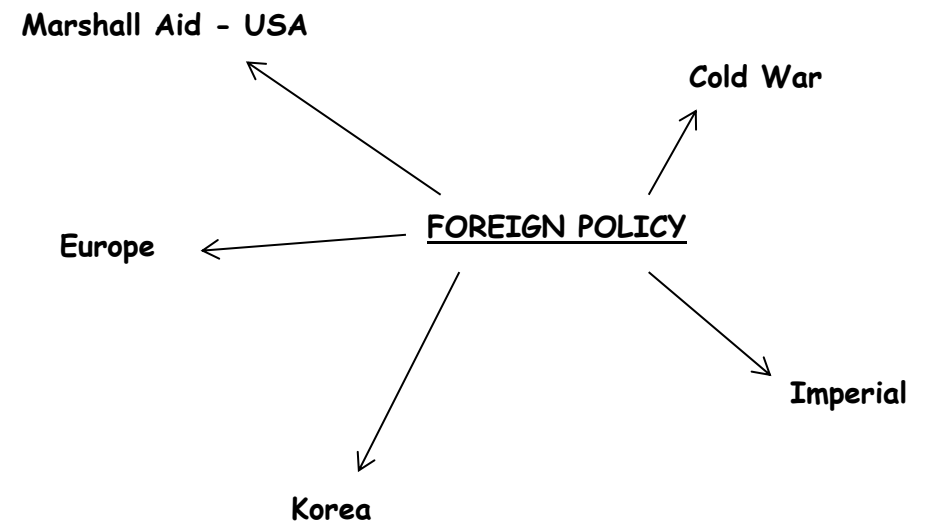 Marshall Aid - USA
Cold War
FOREIGN POLICY
Europe
Imperial
Korea